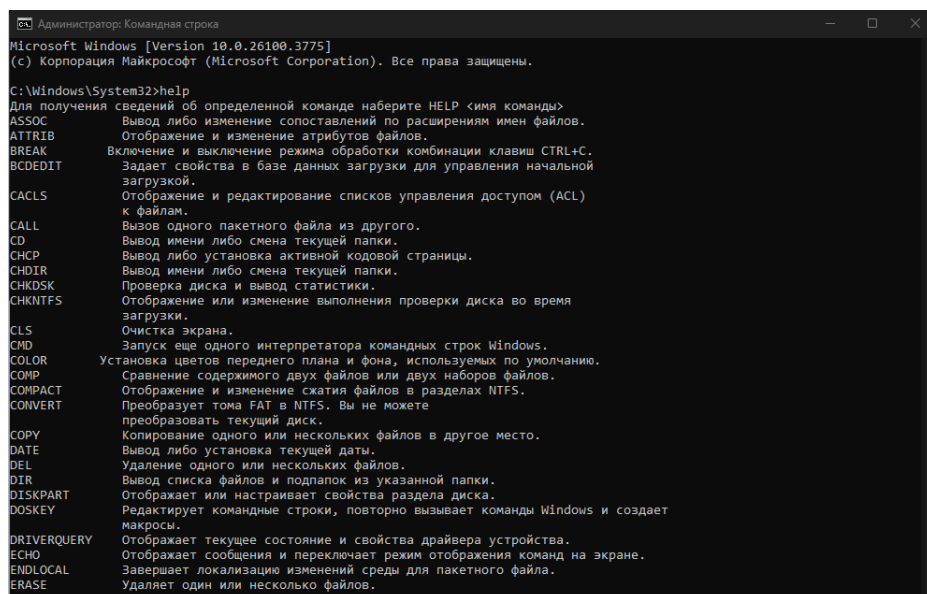 Администратор: Командная строка
Microsoft Windows [Version 10.0.26100.3775]
(c) Корпорация Майкрософт (Microsoft Corporation). Все права защищены.
C:\Windows\System32>help
Для получения сведений об определенной команде наберите HELP <имя команды>
ASSOC Вывод либо изменение сопоставлений по расширениям имен файлов.
ATTRIB Отображение и изменение атрибутов файлов.
BREAK Включение и выключение режима обработки комбинации клавиш CTRL+C.
BCDEDIT Задает свойства в базе данных загрузки для управления начальной
загрузкой.
CACLS Отображение и редактирование списков управления доступом (ACL)
к файлам.
CALL Вызов одного пакетного файла из другого.
CD Вывод имени либо смена текущей папки.
CHCP Вывод либо установка активной кодовой страницы.
CHDIR Вывод имени либо смена текущей папки.
CHKDSK Проверка диска и вывод статистики.
CHKNTFS Отображение или изменение выполнения проверки диска во время
загрузки.
CLS Очистка экрана.
CMD Запуск еще одного интерпретатора командных строк Windows.
COLOR Установка цветов переднего плана и фона, используемых по умолчанию.
COMP Сравнение содержимого двух файлов или двух наборов файлов.
COMPACT Отображение и изменение сжатия файлов в разделах NTFS.
CONVERT Преобразует тома FAT в NTFS. Вы не можете
преобразовать текущий диск.
COPY Копирование одного или нескольких файлов в другое место.
DATE Вывод либо установка текущей даты.
DEL Удаление одного или нескольких файлов.
DIR Вывод списка файлов и подпапок из указанной папки.
DISKPART Отображает или настраивает свойства раздела диска.
DOSKEY Редактирует командные строки, повторно вызывает команды Windows и создает
макросы.
DRIVERQUERY Отображает текущее состояние и свойства драйвера устройства.
ECHO Отображает сообщения и переключает режим отображения команд на экране.
ENDLOCAL Завершает локализацию изменений среды для пакетного файла.
ERASE Удаляет один или несколько файлов.